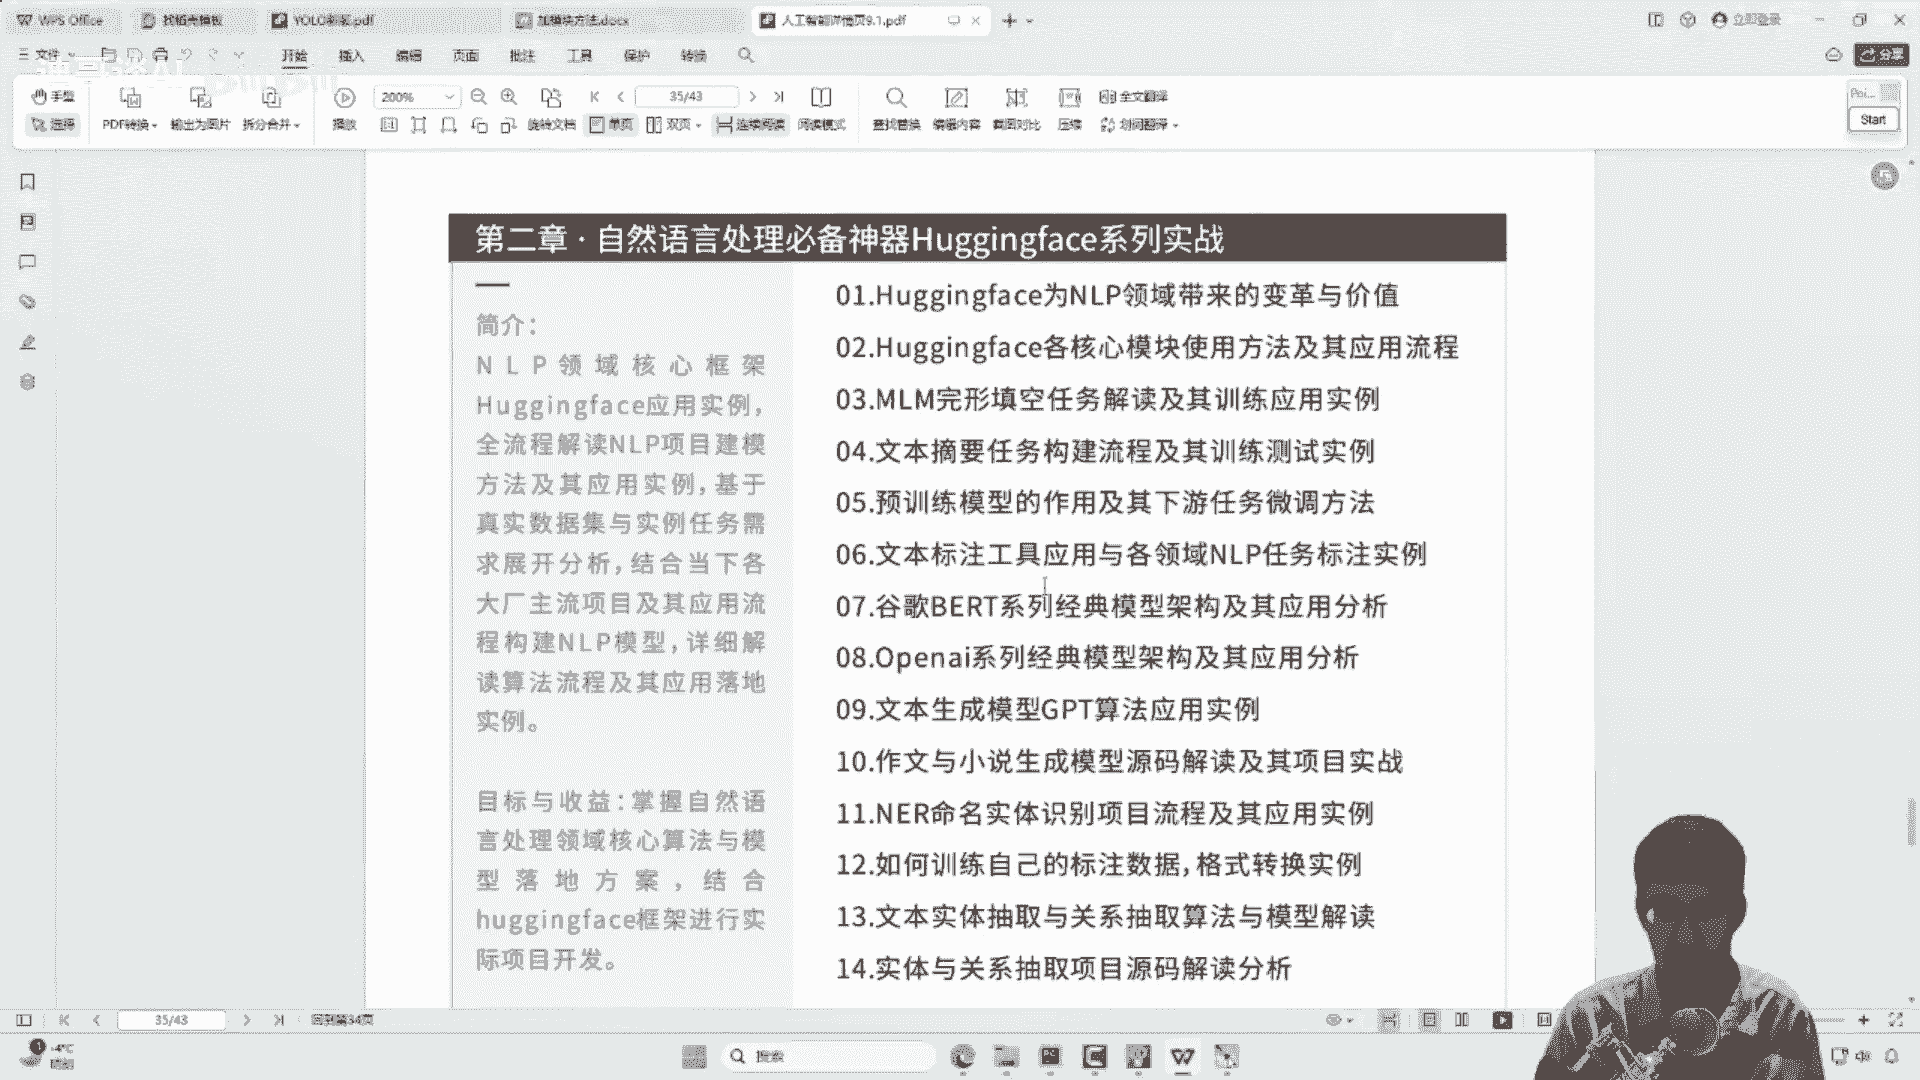 WPS Office
找稻壳模板
人工智能详情页9.1.pdf
立即登录
文件
开始
插入
编辑
页面
批注
工具
保护
转换
分享
手型
200%
35/43
全文翻译
选择
PDF转换
输出为图片
拆分合并
播放
旋转文档
单页
双页
连续阅读
阅读模式
查找替换
编辑内容
截图对比
压缩
划词翻译
Start
第二章·自然语言处理必备神器Huggingface系列实战
简介：
NLP领域核心框架
Huggingface应用实例，
全流程解读NLP项目建模
方法及其应用实例，基于
真实数据集与实例任务需
求展开分析，结合当下各
大厂主流项目及其应用流
程构建NLP模型，详细解
读算法流程及其应用落地
实例。
目标与收益：掌握自然语
言处理领域核心算法与模
型落地方案，结合
huggingface框架进行实
际项目开发。
01.Huggingface为NLP领域带来的变革与价值
02.Huggingface各核心模块使用方法及其应用流程
03.MLM完形填空任务解读及其训练应用实例
04.文本摘要任务构建流程及其训练测试实例
05.预训练模型的作用及其下游任务微调方法
06.文本标注工具应用与各领域NLP任务标注实例
07.谷歌BERT系列经典模型架构及其应用分析
08.Openai系列经典模型架构及其应用分析
09.文本生成模型GPT算法应用实例
10.作文与小说生成模型源码解读及其项目实战
11.NER命名实体识别项目流程及其应用实例
12.如何训练自己的标注数据,格式转换实例
13.文本实体抽取与关系抽取算法与模型解读
14.实体与关系抽取项目源码解读分析
35/43
回到第34页
-4°C
搜索